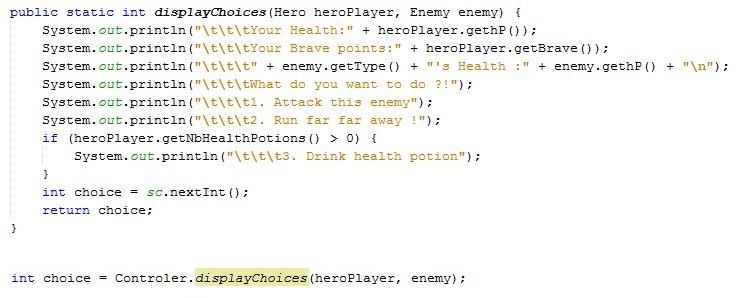 public static int displayChoices(Hero heroPlayer, Enemy enemy) {
    System.out.println("\t\t\tYour Health:" + heroPlayer.gethP());
    System.out.println("\t\t\tYour Brave points:" + heroPlayer.getBrave());
    System.out.println("\t\t\t" + enemy.getType() + "'s Health :" + enemy.gethP() + "\n");
    System.out.println("\t\t\tWhat do you want to do ?!");
    System.out.println("\t\t\t1. Attack this enemy");
    System.out.println("\t\t\t2. Run far far away !");
    if (heroPlayer.getNbHealthPotions() > 0) {
        System.out.println("\t\t\t3. Drink health potion");
    }
    int choice = sc.nextInt();
    return choice;
}
int choice = Controler.displayChoices(heroPlayer, enemy);